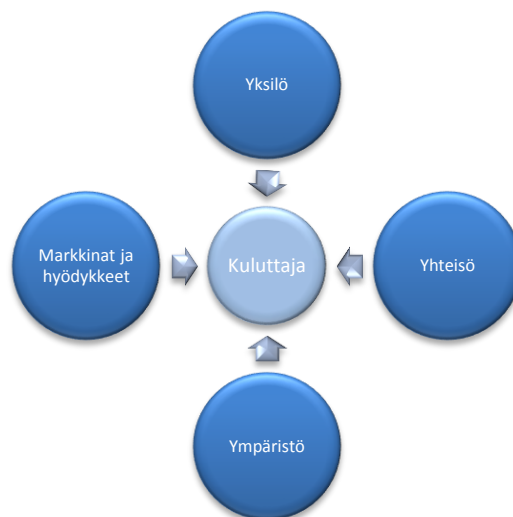 Yksilö
Markkinat ja
hyödykkeet
Kuluttaja
Yhteisö
Ympäristö